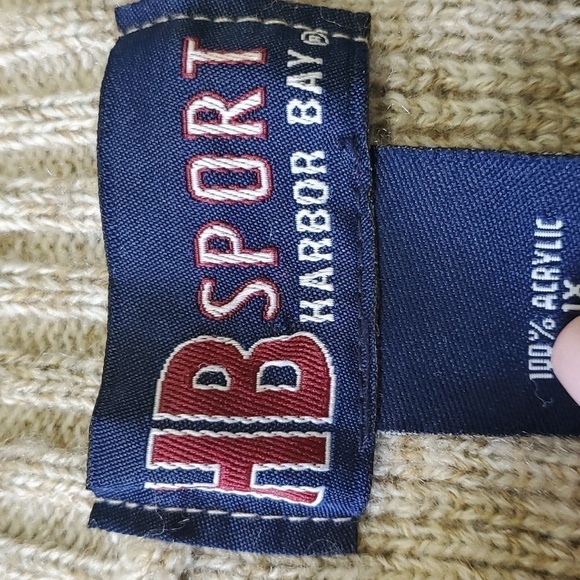 HB SPORT
HARBOR BAY®
1X
100% ACRYLIC